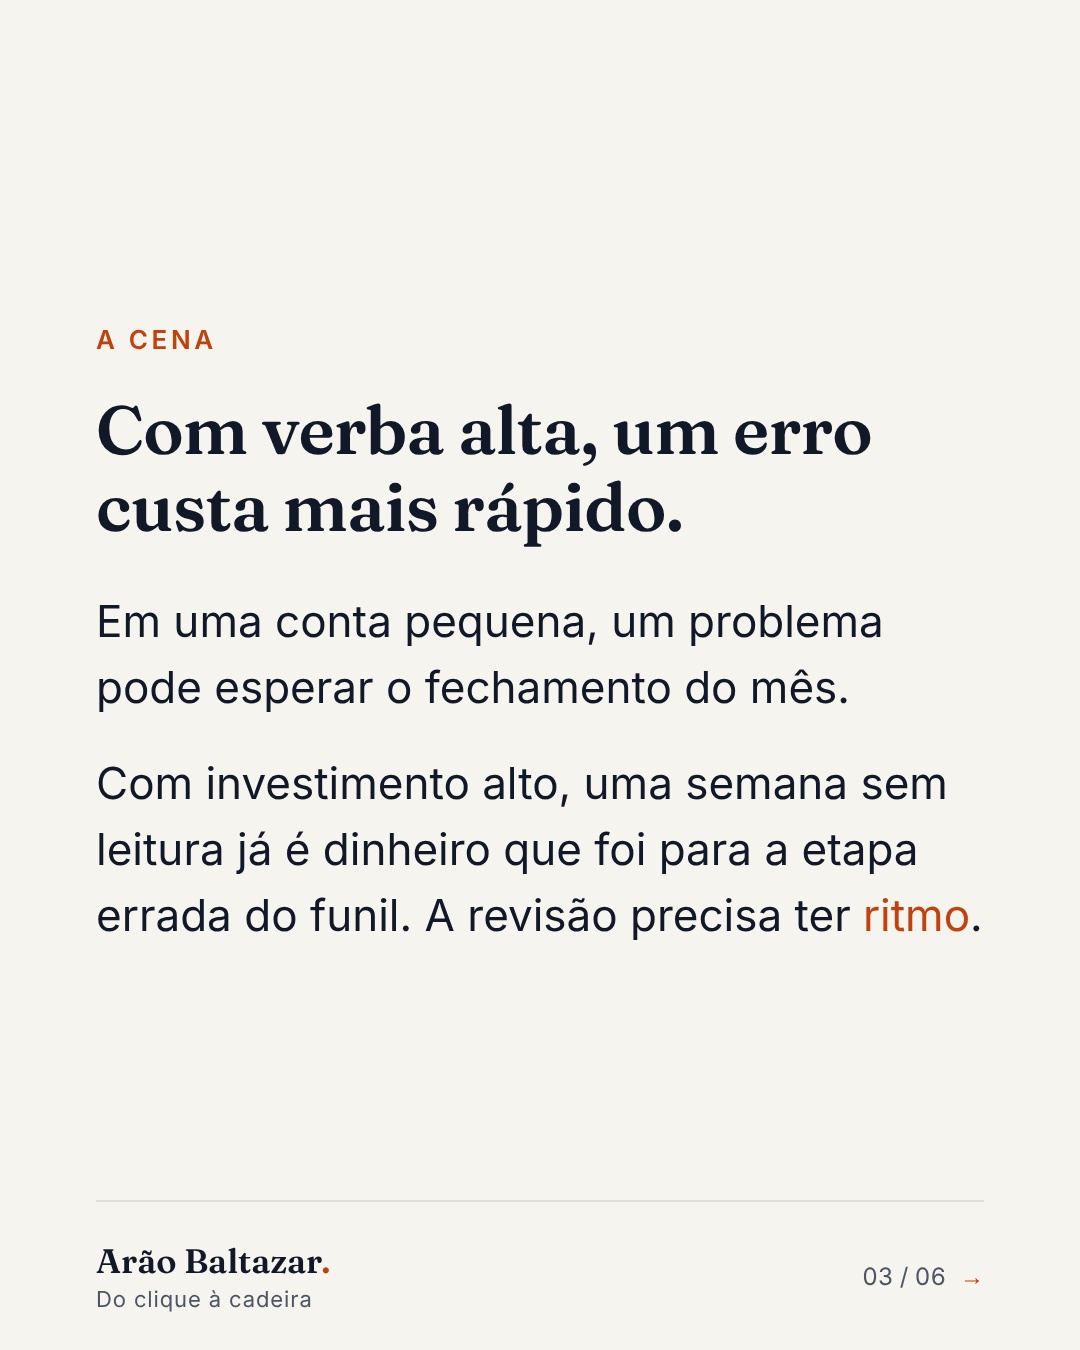 A CENA
Com verba alta, um erro
custa mais rápido.
Em uma conta pequena, um problema
pode esperar o fechamento do mês.
Com investimento alto, uma semana sem
leitura já é dinheiro que foi para a etapa
errada do funil. A revisão precisa ter ritmo.
Arão Baltazar.
Do clique à cadeira
03 / 06 →